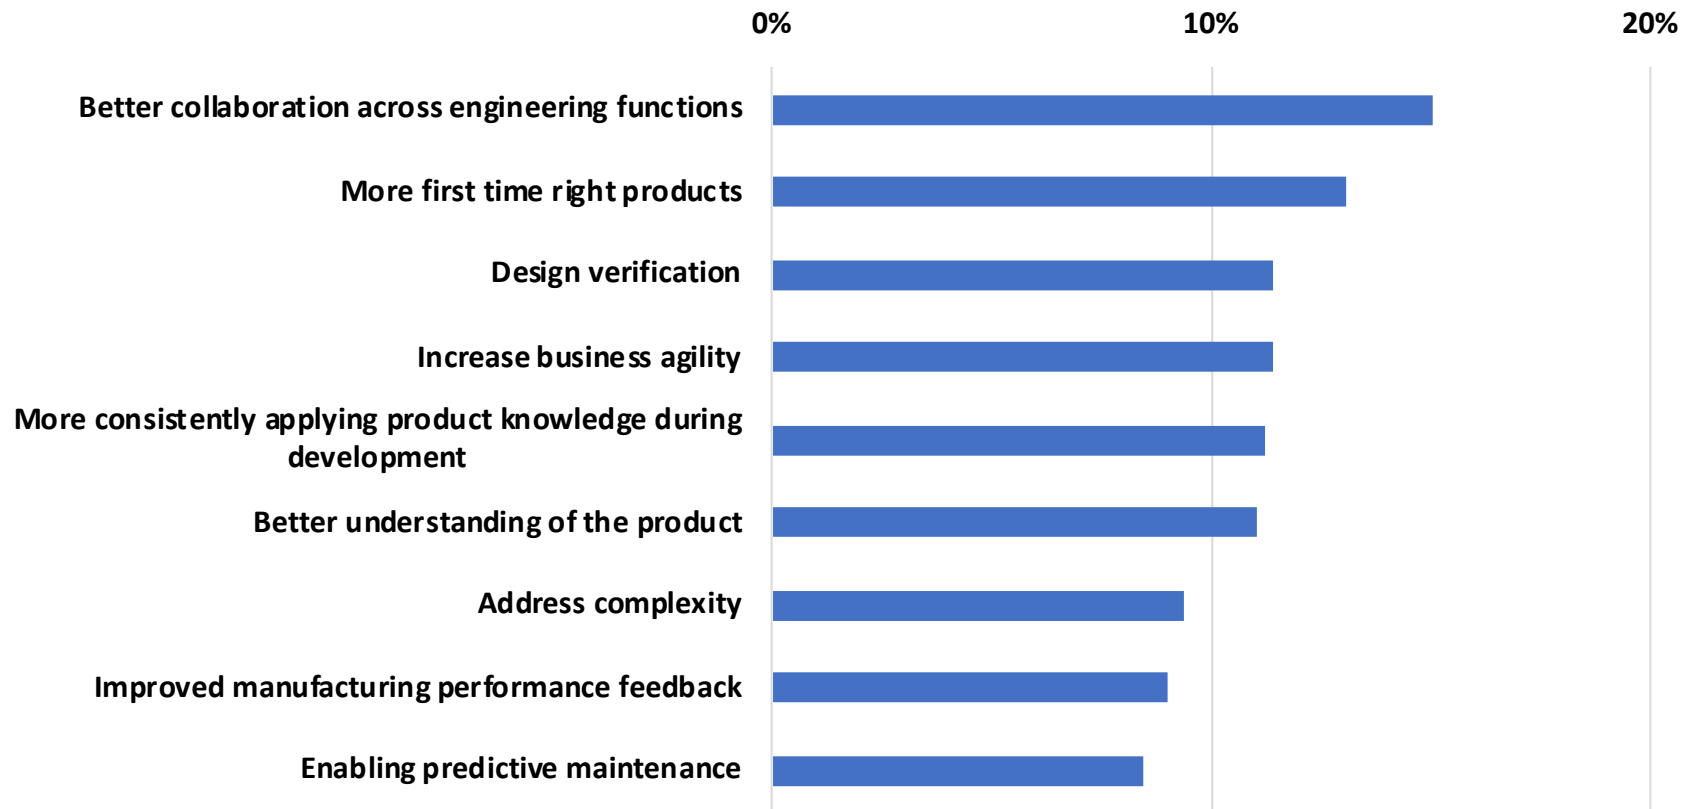 0% 10% 20%
Better collaboration across engineering functions
More first time right products
Design verification
Increase business agility
More consistently applying product knowledge during
development
Better understanding of the product
Address complexity
Improved manufacturing performance feedback
Enabling predictive maintenance